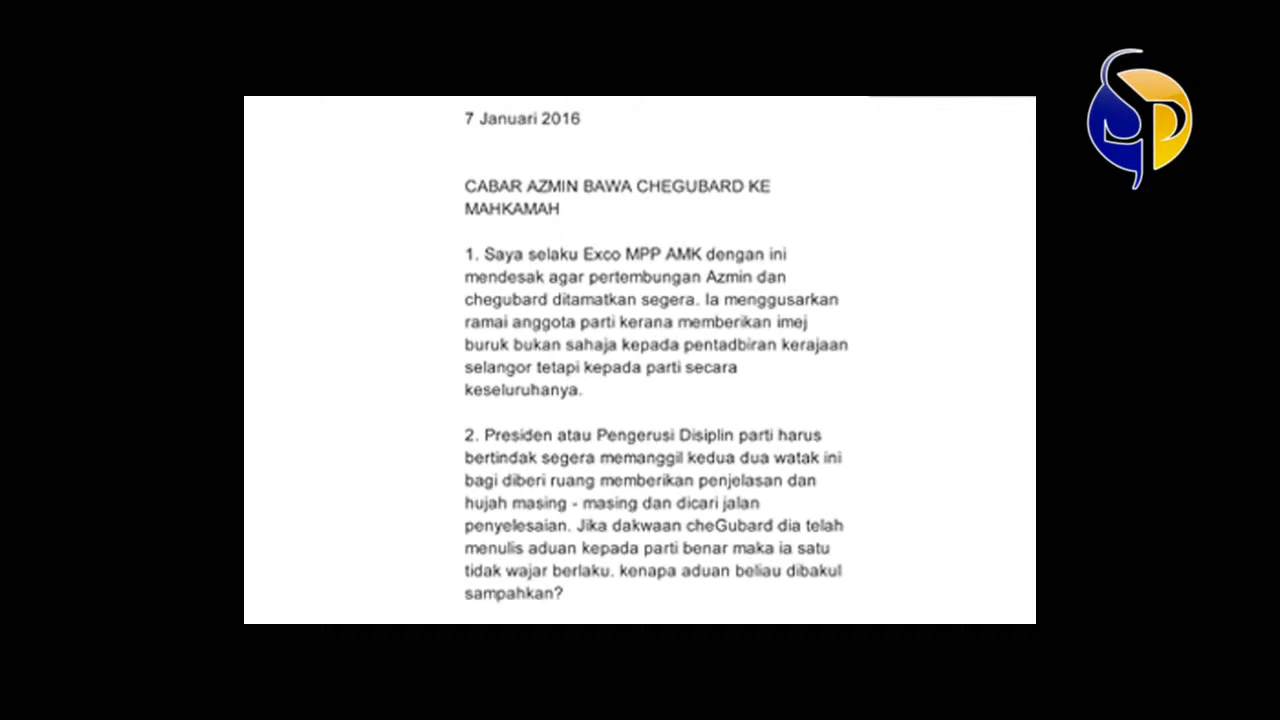 7 Januari 2016
CABAR AZMIN BAWA CHEGUBARD KE
MAHKAMAH
1. Saya selaku Exco MPP AMK dengan ini
mendesak agar pertembungan Azmin dan
chegubard ditamatkan segera. Ia menggusarkan
ramai anggota parti kerana memberikan imej
buruk bukan sahaja kepada pentadbiran kerajaan
selangor tetapi kepada parti secara
keseluruhanya.
2. Presiden atau Pengerusi Disiplin parti harus
bertindak segera memanggil kedua dua watak ini
bagi diberi ruang memberikan penjelasan dan
hujah masing - masing dan dicari jalan
penyelesaian. Jika dakwaan cheGubard dia telah
menulis aduan kepada parti benar maka ia satu
tidak wajar berlaku. kenapa aduan beliau dibakul
sampahkan?